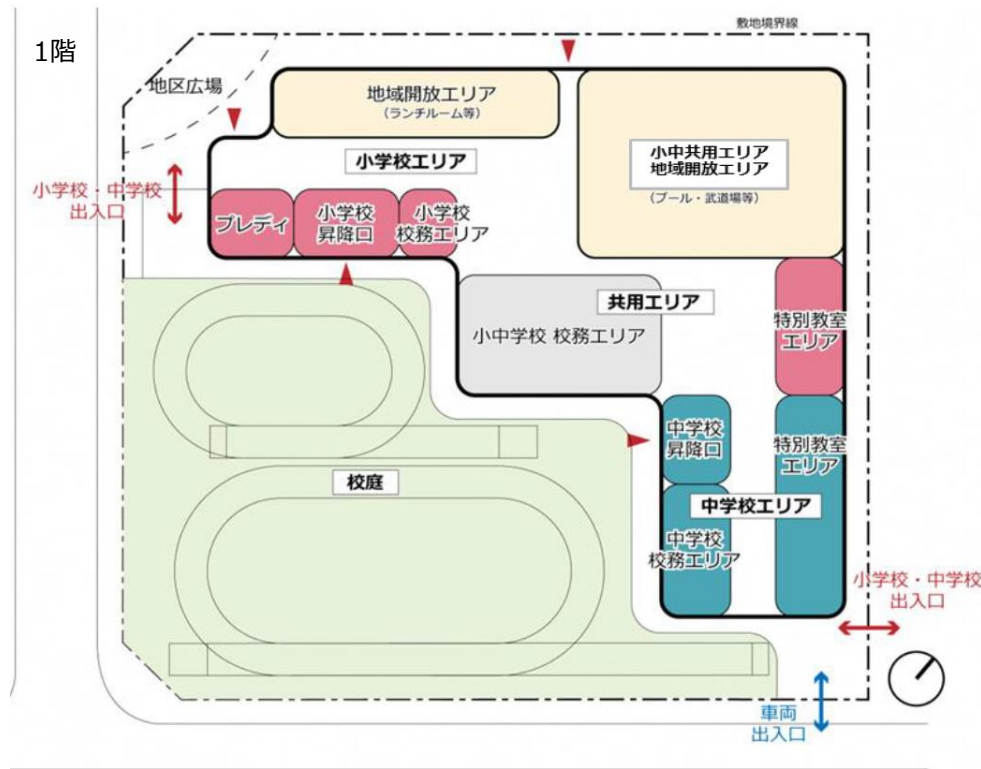 敷地境界線
1階
地区広場
地域開放エリア
（ランチルーム等）
小中共用エリア
地域開放エリア
（プール・武道場等）
小学校エリア
小学校・中学校
出入口
プレディ
小学校
昇降口
小学校
校務エリア
共用エリア
小中学校 校務エリア
特別教室
エリア
中学校
昇降口
特別教室
エリア
校庭
中学校エリア
中学校
校務エリア
小学校・中学校
出入口
車両
出入口